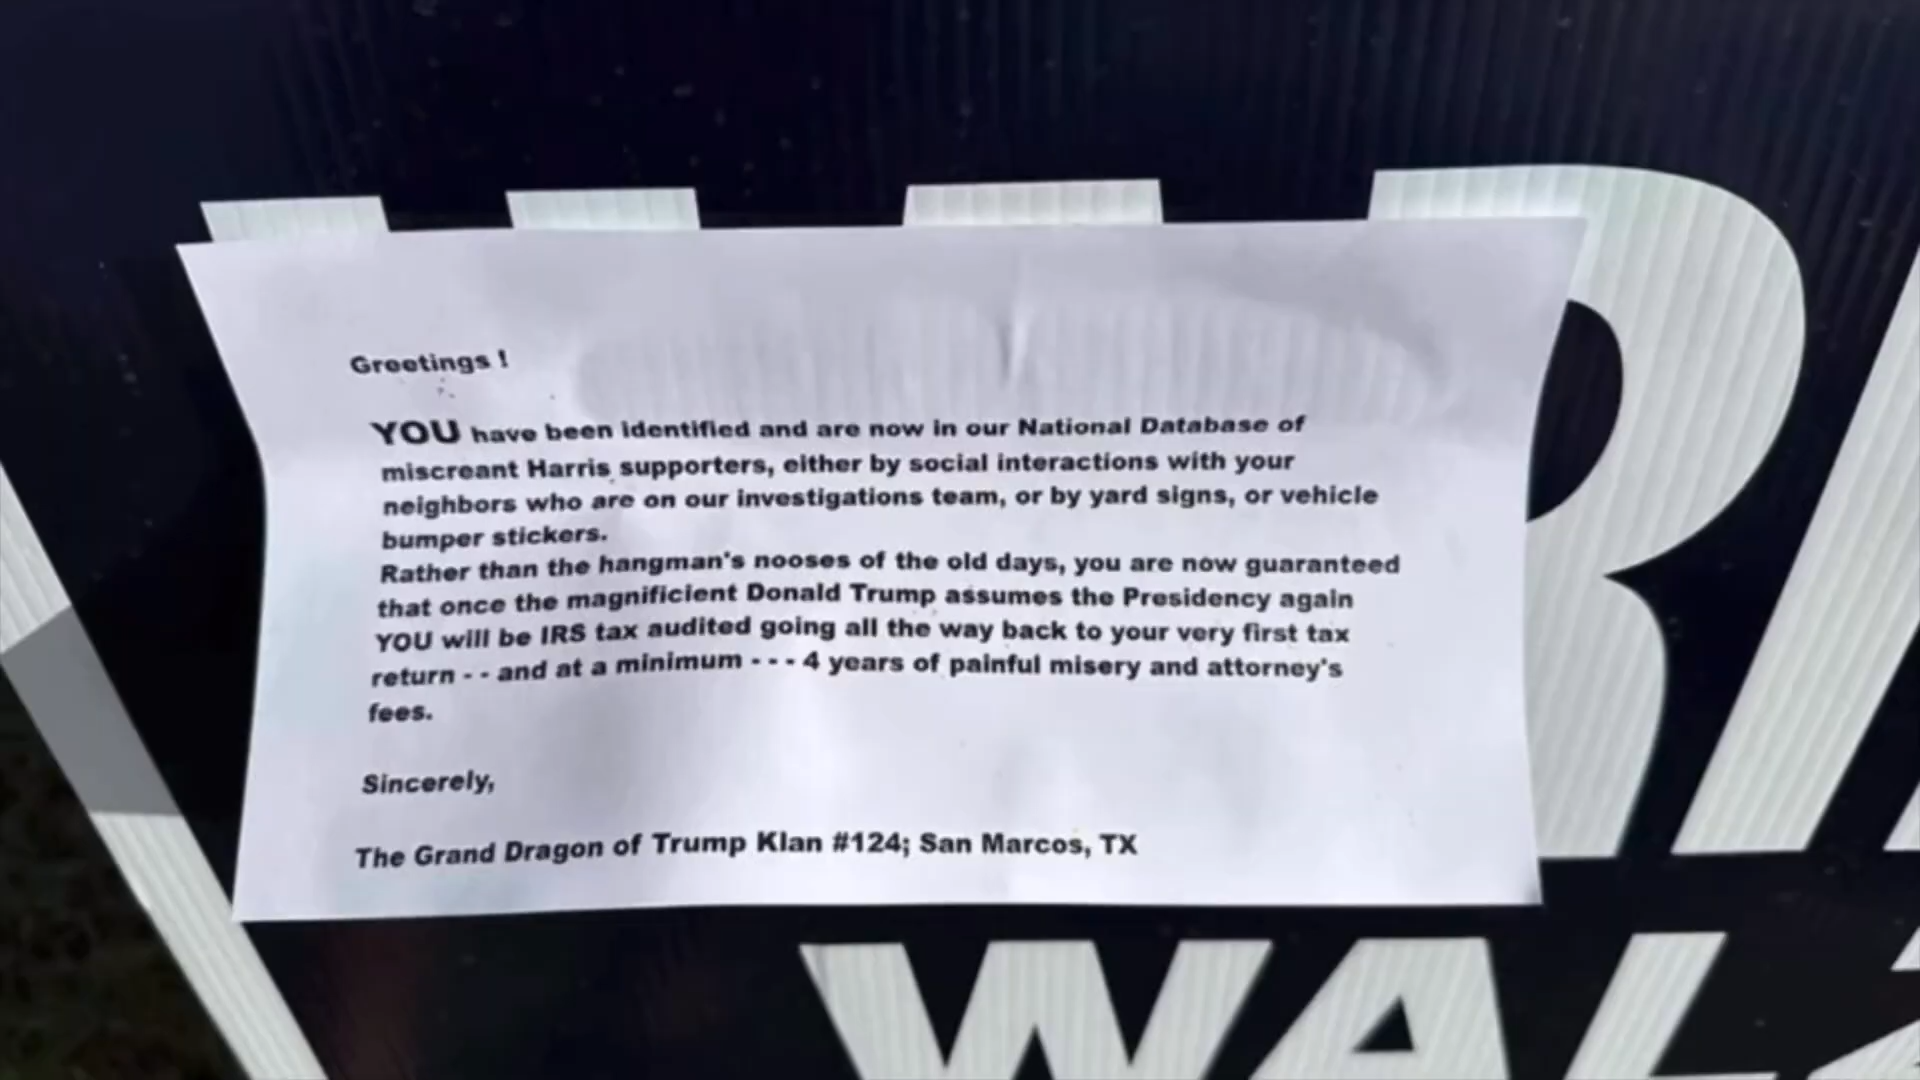 Greetings !
YOU have been identified and are now in our National Database of
miscreant Harris supporters, either by social interactions with your
neighbors who are on our investigations team, or by yard signs, or vehicle
bumper stickers.
Rather than the hangman's nooses of the old days, you are now guaranteed
that once the magnificient Donald Trump assumes the Presidency again
YOU will be IRS tax audited going all the way back to your very first tax
return - - and at a minimum - - - 4 years of painful misery and attorney's
fees.
Sincerely,
The Grand Dragon of Trump Klan #124; San Marcos, TX
WALZ